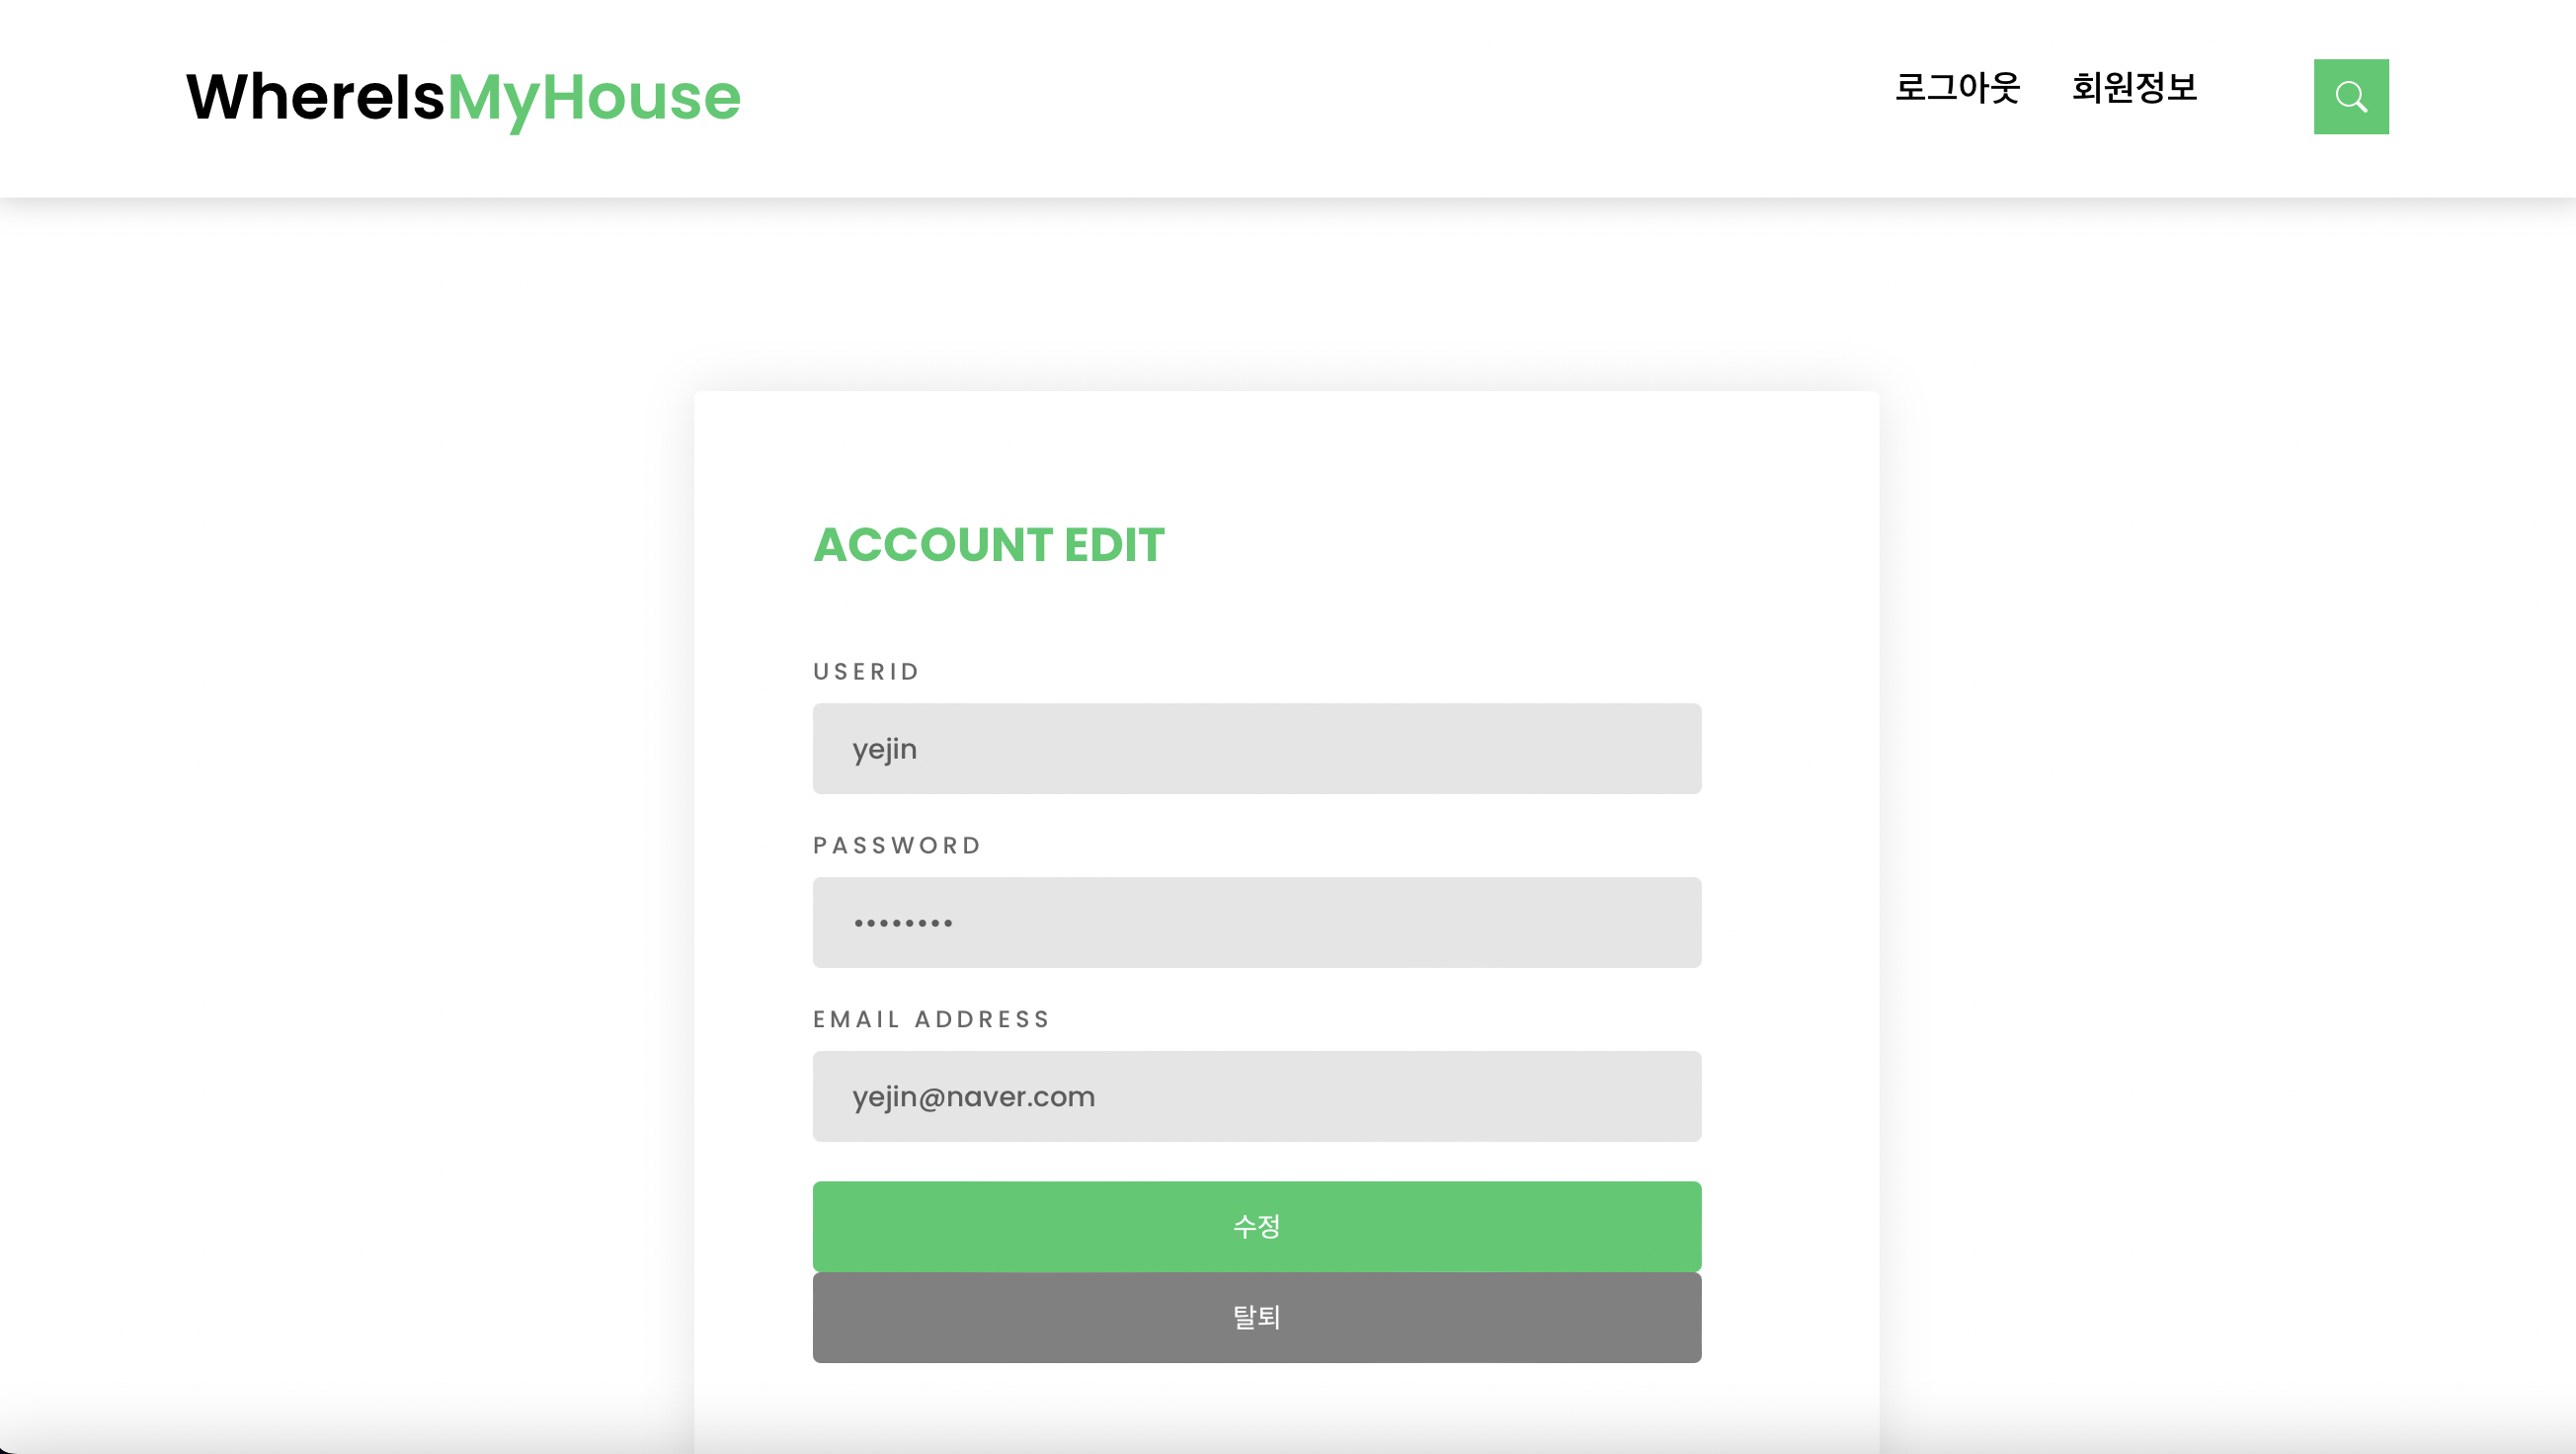 WhereIsMyHouse
로그아웃 회원정보
ACCOUNT EDIT
USERID
yejin
PASSWORD
••••••••
EMAIL ADDRESS
yejin@naver.com
수정
탈퇴